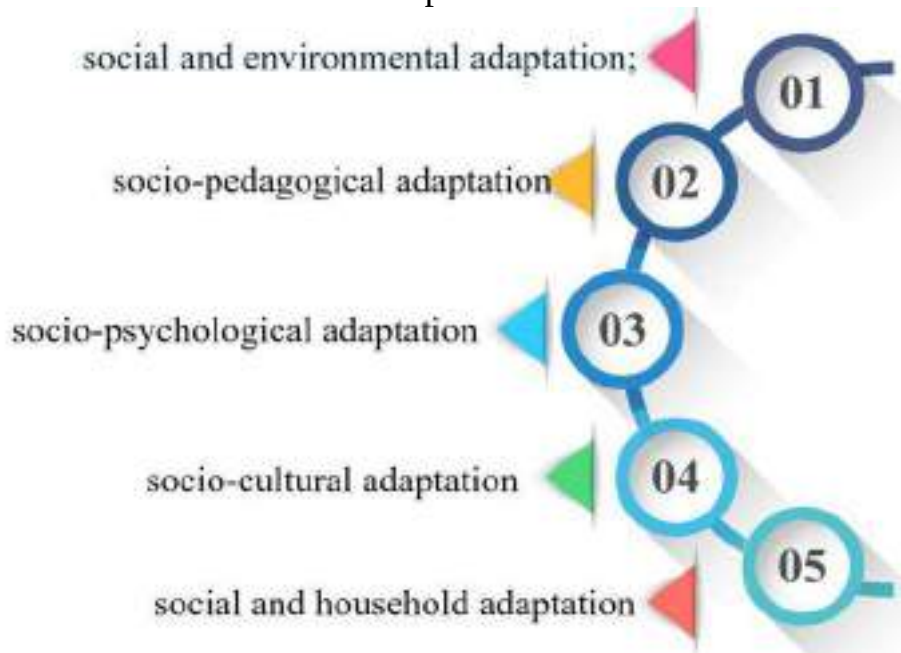 social and environmental adaptation;
01
socio-pedagogical adaptation
02
socio-psychological adaptation
03
socio-cultural adaptation
04
social and household adaptation
05